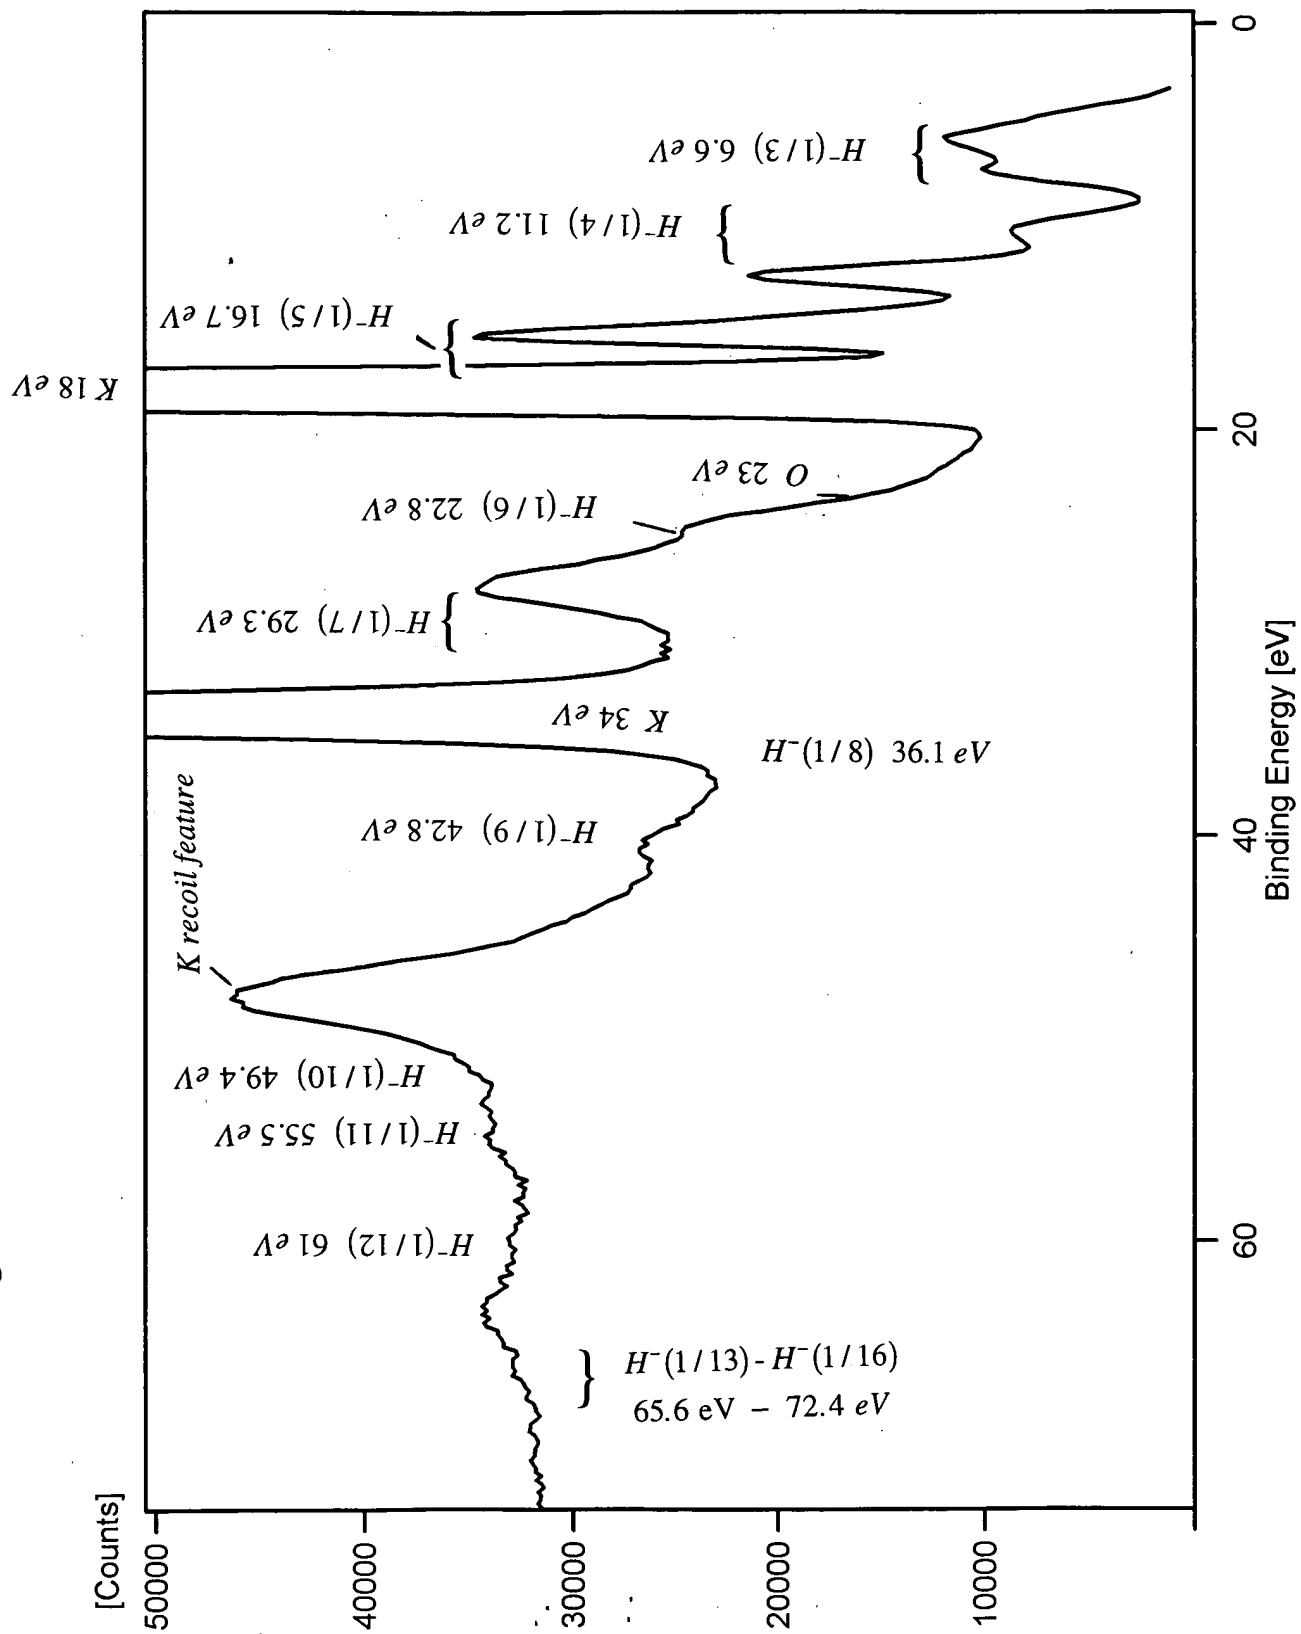 [Counts]
50000
40000
30000
20000
10000
K recoil feature
H⁻(1/13) - H⁻(1/16)
65.6 eV – 72.4 eV
H⁻(1/12) 61 eV
H⁻(1/11) 55.5 eV
H⁻(1/10) 49.4 eV
H⁻(1/9) 42.8 eV
H⁻(1/8) 36.1 eV
K 34 eV
H⁻(1/7) 29.3 eV
H⁻(1/6) 22.8 eV
O 23 eV
K 18 eV
H⁻(1/5) 16.7 eV
H⁻(1/4) 11.2 eV
H⁻(1/3) 6.6 eV
60
40
20
0
Binding Energy [eV]